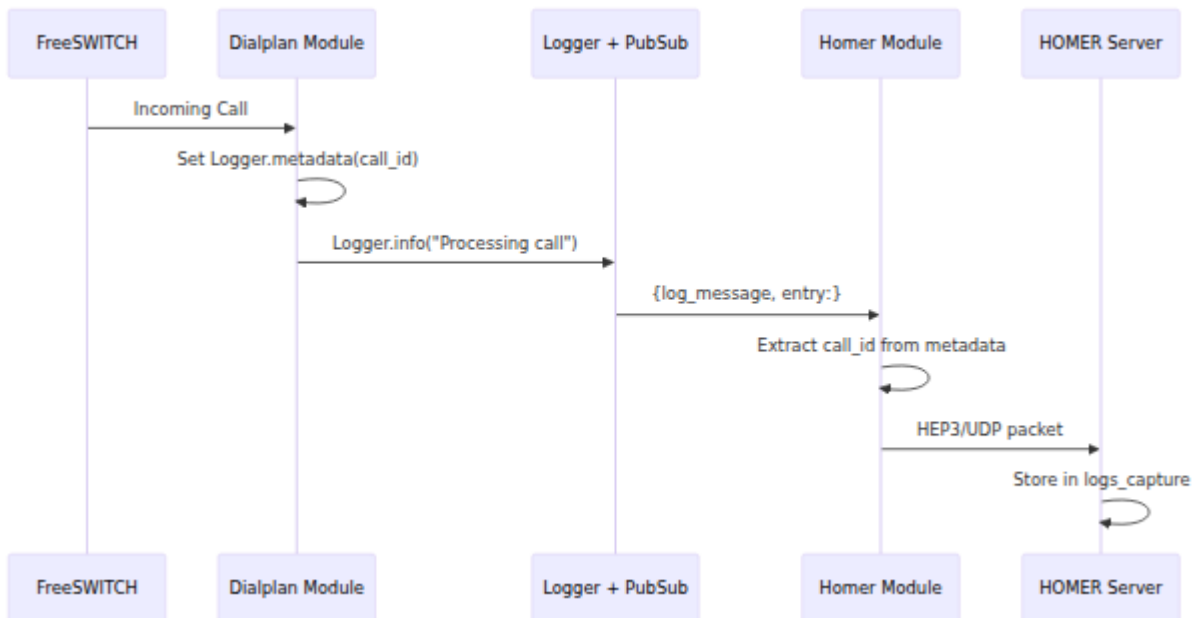 FreeSWITCH
Dialplan Module
Logger + PubSub
Homer Module
HOMER Server
Incoming Call
Set Logger.metadata(call_id)
Logger.info("Processing call")
{log_message, entry:}
Extract call_id from metadata
HEP3/UDP packet
Store in logs_capture
FreeSWITCH
Dialplan Module
Logger + PubSub
Homer Module
HOMER Server